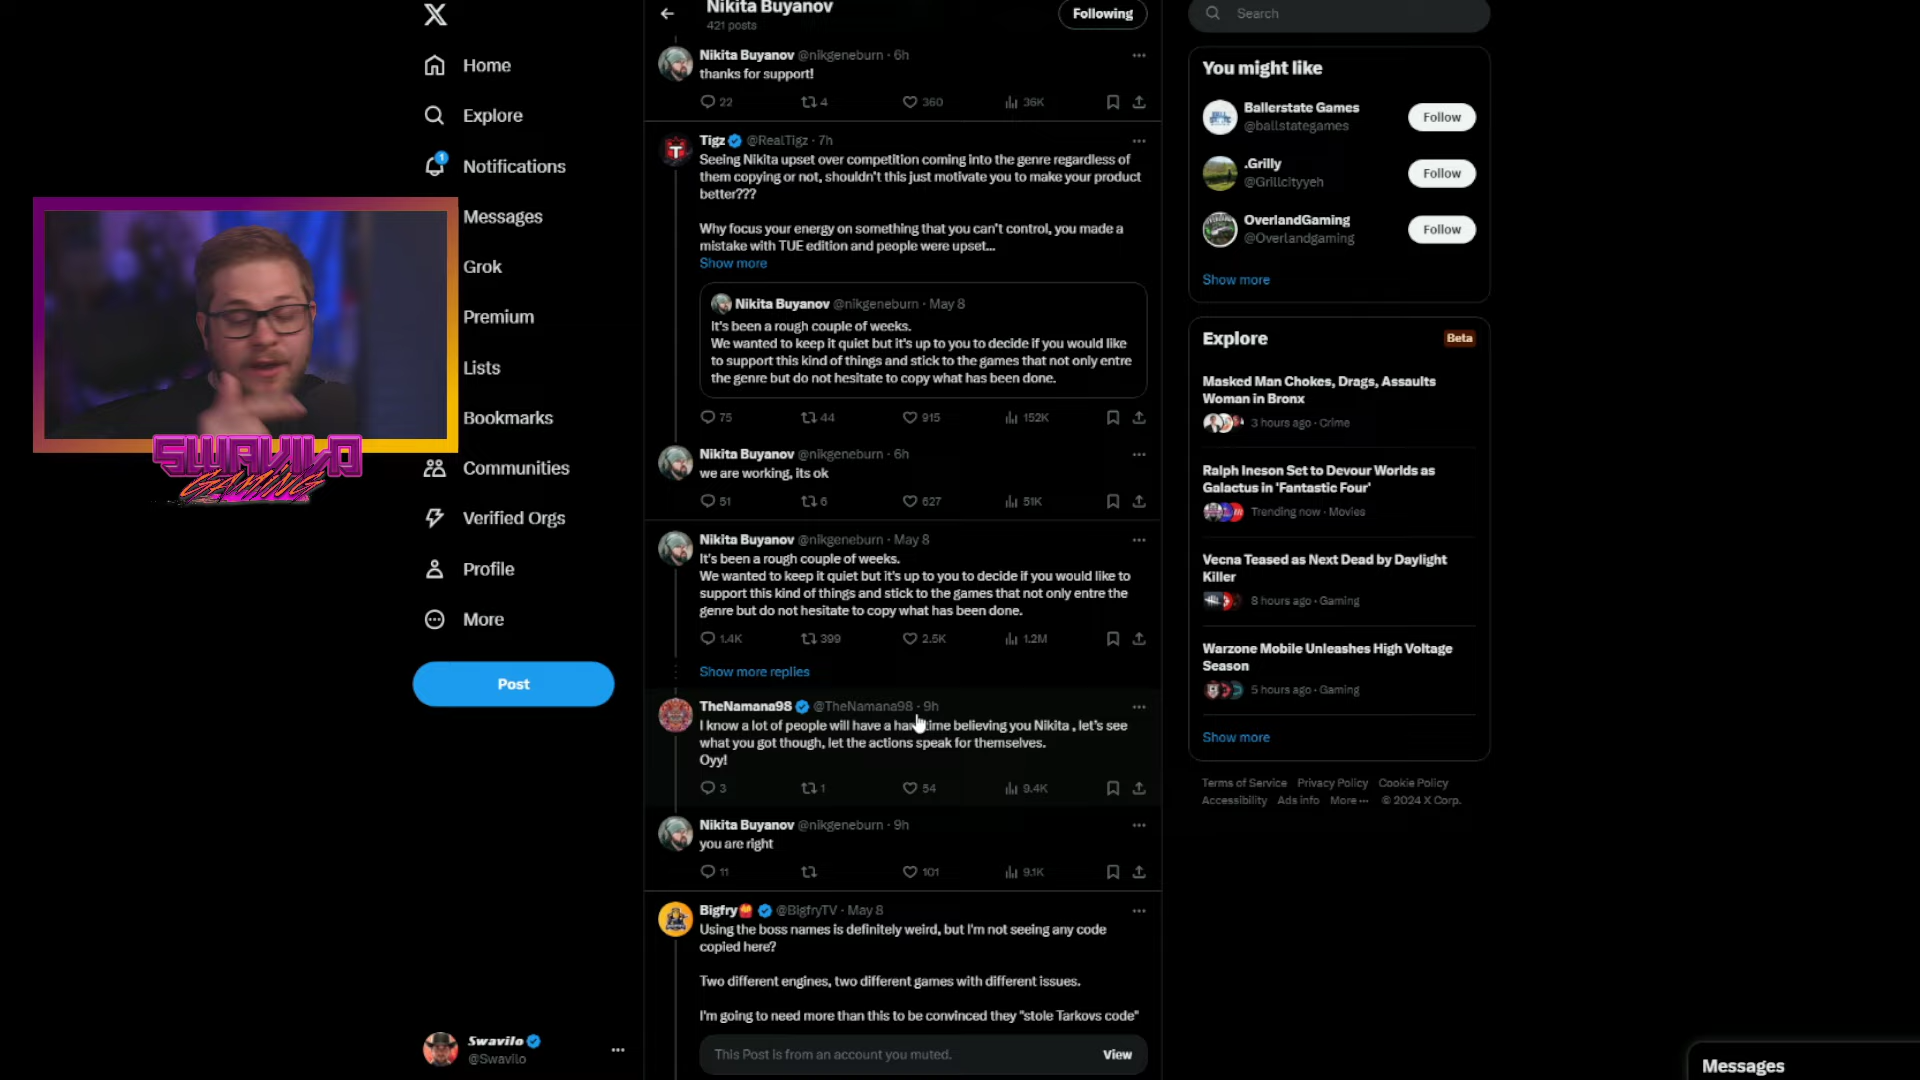 Home
Explore
1
Notifications
Messages
Grok
Premium
Lists
Bookmarks
Communities
Verified Orgs
Profile
More
Post
SWAVILO
GAMING
Swavilo
@Swavilo
Nikita Buyanov
421 posts
Following
Nikita Buyanov @nikgeneburn · 6h
thanks for support!
22 4 360 36K
Tigz @RealTigz · 7h
Seeing Nikita upset over competition coming into the genre regardless of
them copying or not, shouldn't this just motivate you to make your product
better???
Why focus your energy on something that you can't control, you made a
mistake with TUE edition and people were upset...
Show more
Nikita Buyanov @nikgeneburn · May 8
It's been a rough couple of weeks.
We wanted to keep it quiet but it's up to you to decide if you would like
to support this kind of things and stick to the games that not only entre
the genre but do not hesitate to copy what has been done.
75 44 915 152K
Nikita Buyanov @nikgeneburn · 6h
we are working, its ok
51 6 627 51K
Nikita Buyanov @nikgeneburn · May 8
It's been a rough couple of weeks.
We wanted to keep it quiet but it's up to you to decide if you would like to
support this kind of things and stick to the games that not only entre the
genre but do not hesitate to copy what has been done.
1.4K 399 2.5K 1.2M
Show more replies
TheNamana98 @TheNamana98 · 9h
I know a lot of people will have a hard time believing you Nikita , let's see
what you got though, let the actions speak for themselves.
Oyy!
3 1 54 9.4K
Nikita Buyanov @nikgeneburn · 9h
you are right
11 101 9.1K
Bigfry @BigfryTV · May 8
Using the boss names is definitely weird, but I'm not seeing any code
copied here?
Two different engines, two different games with different issues.
I'm going to need more than this to be convinced they "stole Tarkovs code"
This Post is from an account you muted.
View
Search
You might like
Ballerstate Games
@ballstategames
Follow
.Grilly
@Grillcityyeh
Follow
OverlandGaming
@Overlandgaming
Follow
Show more
Explore
Beta
Masked Man Chokes, Drags, Assaults
Woman in Bronx
3 hours ago · Crime
Ralph Ineson Set to Devour Worlds as
Galactus in 'Fantastic Four'
Trending now · Movies
Vecna Teased as Next Dead by Daylight
Killer
8 hours ago · Gaming
Warzone Mobile Unleashes High Voltage
Season
5 hours ago · Gaming
Show more
Terms of Service Privacy Policy Cookie Policy
Accessibility Ads info More ··· © 2024 X Corp.
Messages